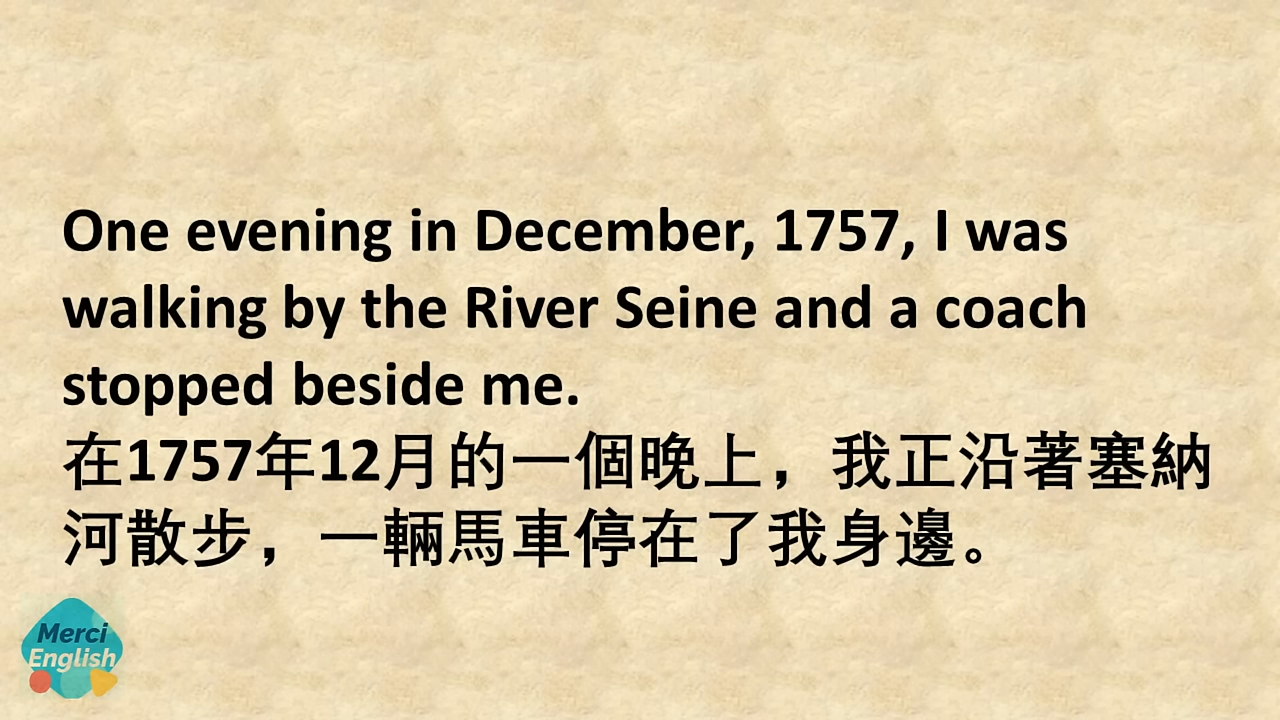 One evening in December, 1757, I was
walking by the River Seine and a coach
stopped beside me.
在1757年12月的一個晚上，我正沿著塞納
河散步，一輛馬車停在了我身邊。
Merci
English